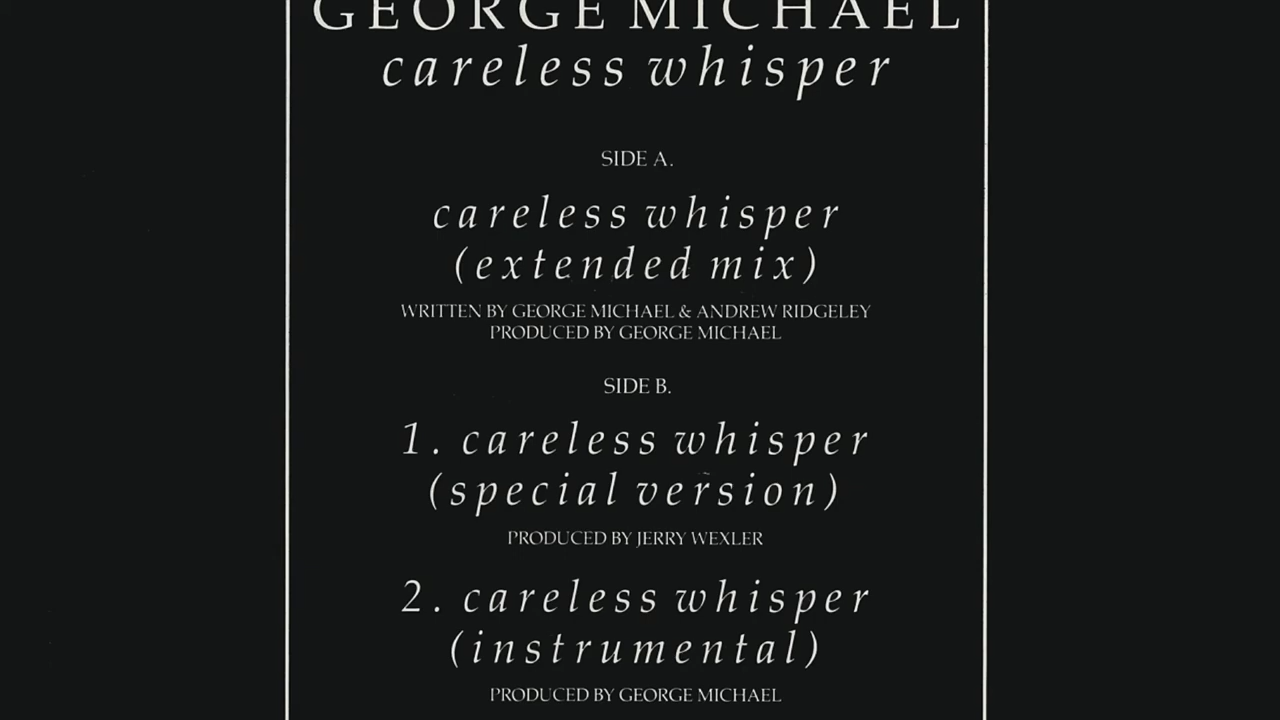 GEORGE MICHAEL
careless whisper
SIDE A.
careless whisper
(extended mix)
WRITTEN BY GEORGE MICHAEL & ANDREW RIDGELEY
PRODUCED BY GEORGE MICHAEL
SIDE B.
1. careless whisper
(special version)
PRODUCED BY JERRY WEXLER
2. careless whisper
(instrumental)
PRODUCED BY GEORGE MICHAEL